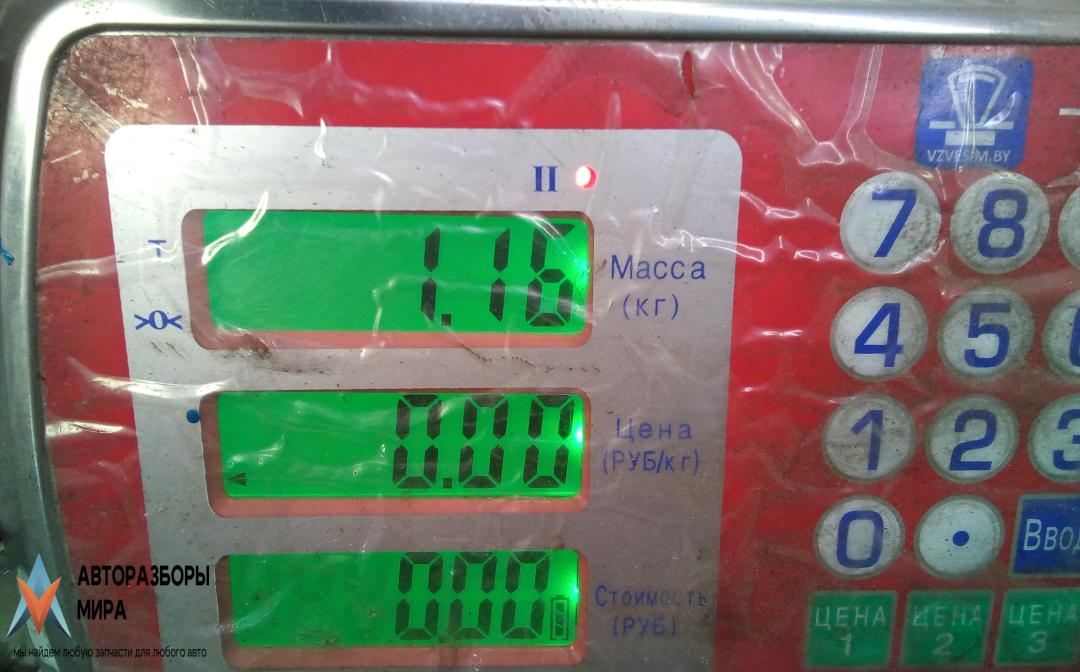 VZVESIM.BY
II
T
1.16
Масса
(кг)
>0<
7 8
4 5
0.00
Цена
(РУБ/кг)
1 2 3
0 .
Ввод
000
Стоимость
(РУБ)
ЦЕНА ЦЕНА ЦЕНА
1 2 3
АВТОРАЗБОРЫ
МИРА
мы найдем любую запчасти для любого авто